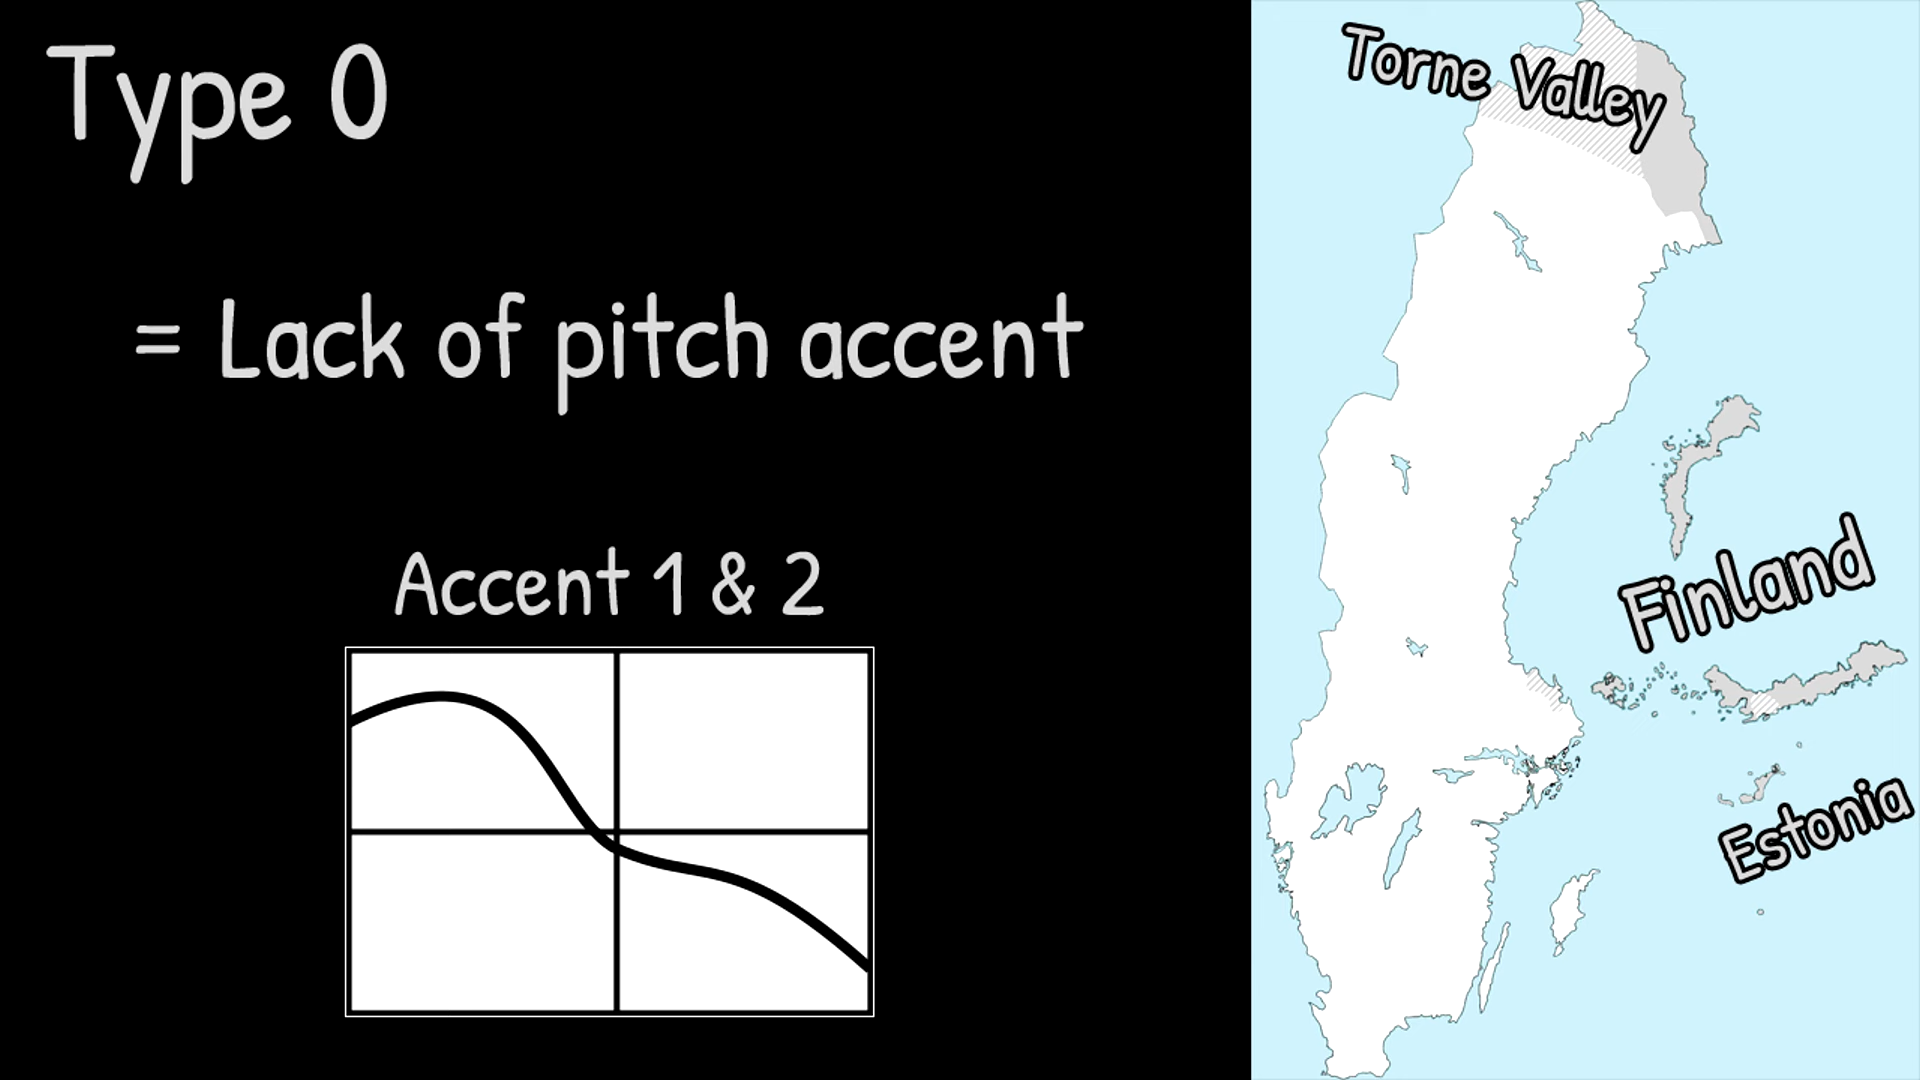 Type 0
= Lack of pitch accent
Accent 1 & 2
Torne Valley
Finland
Estonia